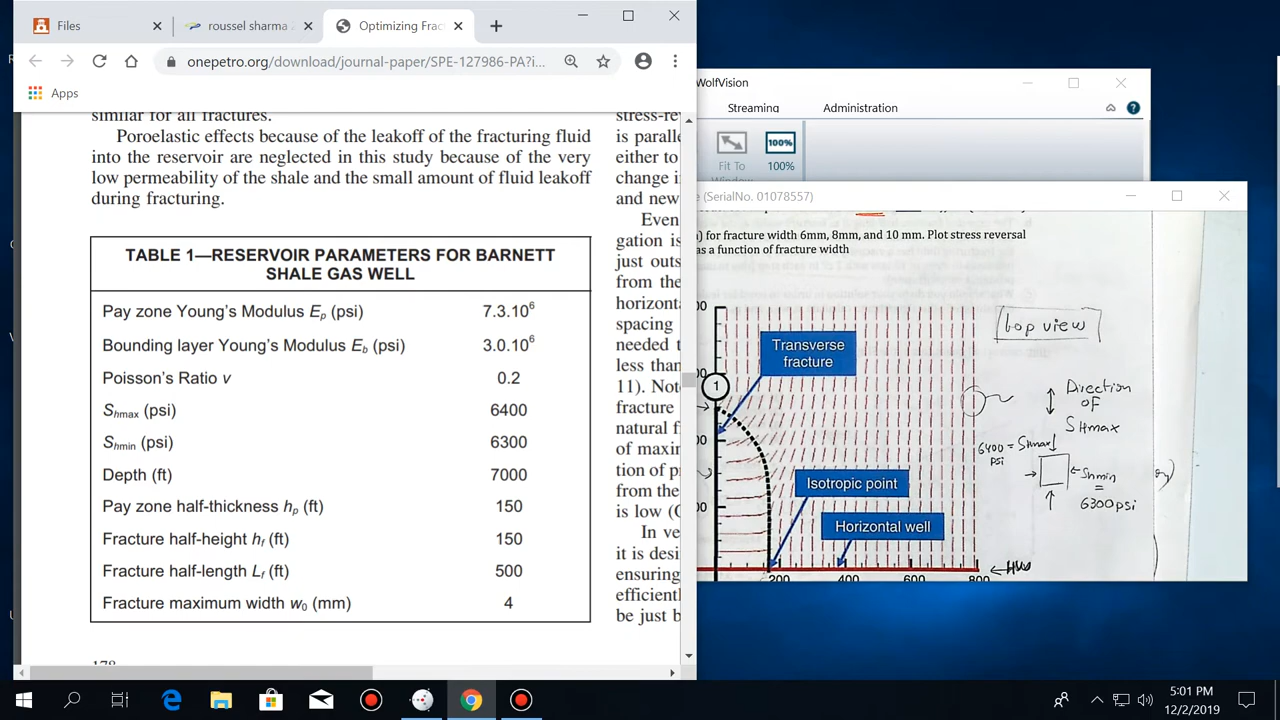 Files
roussel sharma
Optimizing Frac
onepetro.org/download/journal-paper/SPE-127986-PA?i...
Apps
similar for all fractures.
Poroelastic effects because of the leakoff of the fracturing fluid
into the reservoir are neglected in this study because of the very
low permeability of the shale and the small amount of fluid leakoff
during fracturing.
TABLE 1—RESERVOIR PARAMETERS FOR BARNETT
SHALE GAS WELL
Pay zone Young's Modulus Ep (psi) 7.3.10⁶
Bounding layer Young's Modulus Eb (psi) 3.0.10⁶
Poisson's Ratio v 0.2
Shmax (psi) 6400
Shmin (psi) 6300
Depth (ft) 7000
Pay zone half-thickness hp (ft) 150
Fracture half-height hf (ft) 150
Fracture half-length Lf (ft) 500
Fracture maximum width w0 (mm) 4
178
stress-re
is paralle
either to
change in
and new
Even
gation is
just outs
from the
horizont
spacing
needed t
less than
11). Not
fracture
natural f
of maxin
tion of p
from the
is low (
In ve
it is desi
ensuring
efficientl
be just b
WolfVision
Streaming
Administration
Fit To
Window
100%
100%
(SerialNo. 01078557)
) for fracture width 6mm, 8mm, and 10 mm. Plot stress reversal
as a function of fracture width
Transverse
fracture
1
Isotropic point
Horizontal well
200 400 600 800
top view
Direction
OF
SHmax
6400 = SHmax
psi
Shmin
=
6300psi
HW
5:01 PM
12/2/2019